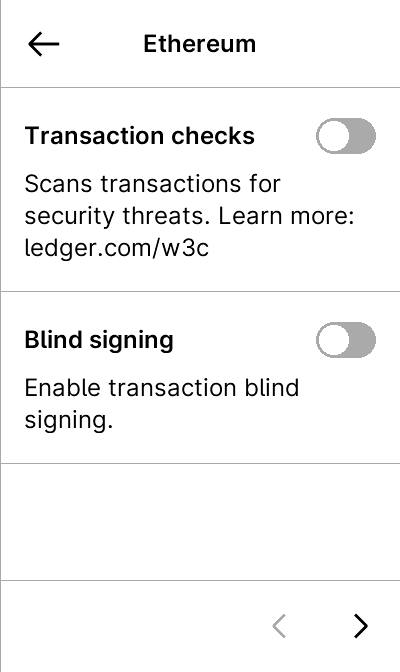 Ethereum
Transaction checks
Scans transactions for
security threats. Learn more:
ledger.com/w3c
Blind signing
Enable transaction blind
signing.